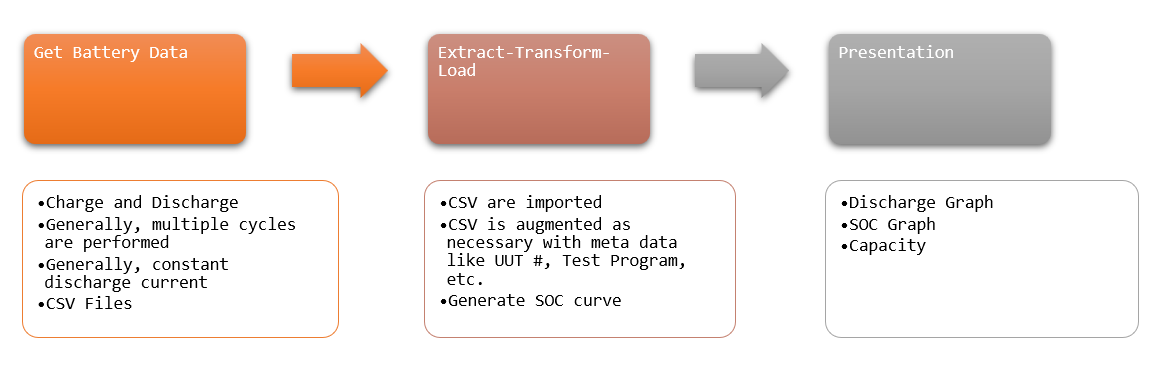 Get Battery Data
Extract-Transform-
Load
Presentation
•Charge and Discharge
•Generally, multiple cycles
are performed
•Generally, constant
discharge current
•CSV Files
•CSV are imported
•CSV is augmented as
necessary with meta data
like UUT #, Test Program,
etc.
•Generate SOC curve
•Discharge Graph
•SOC Graph
•Capacity